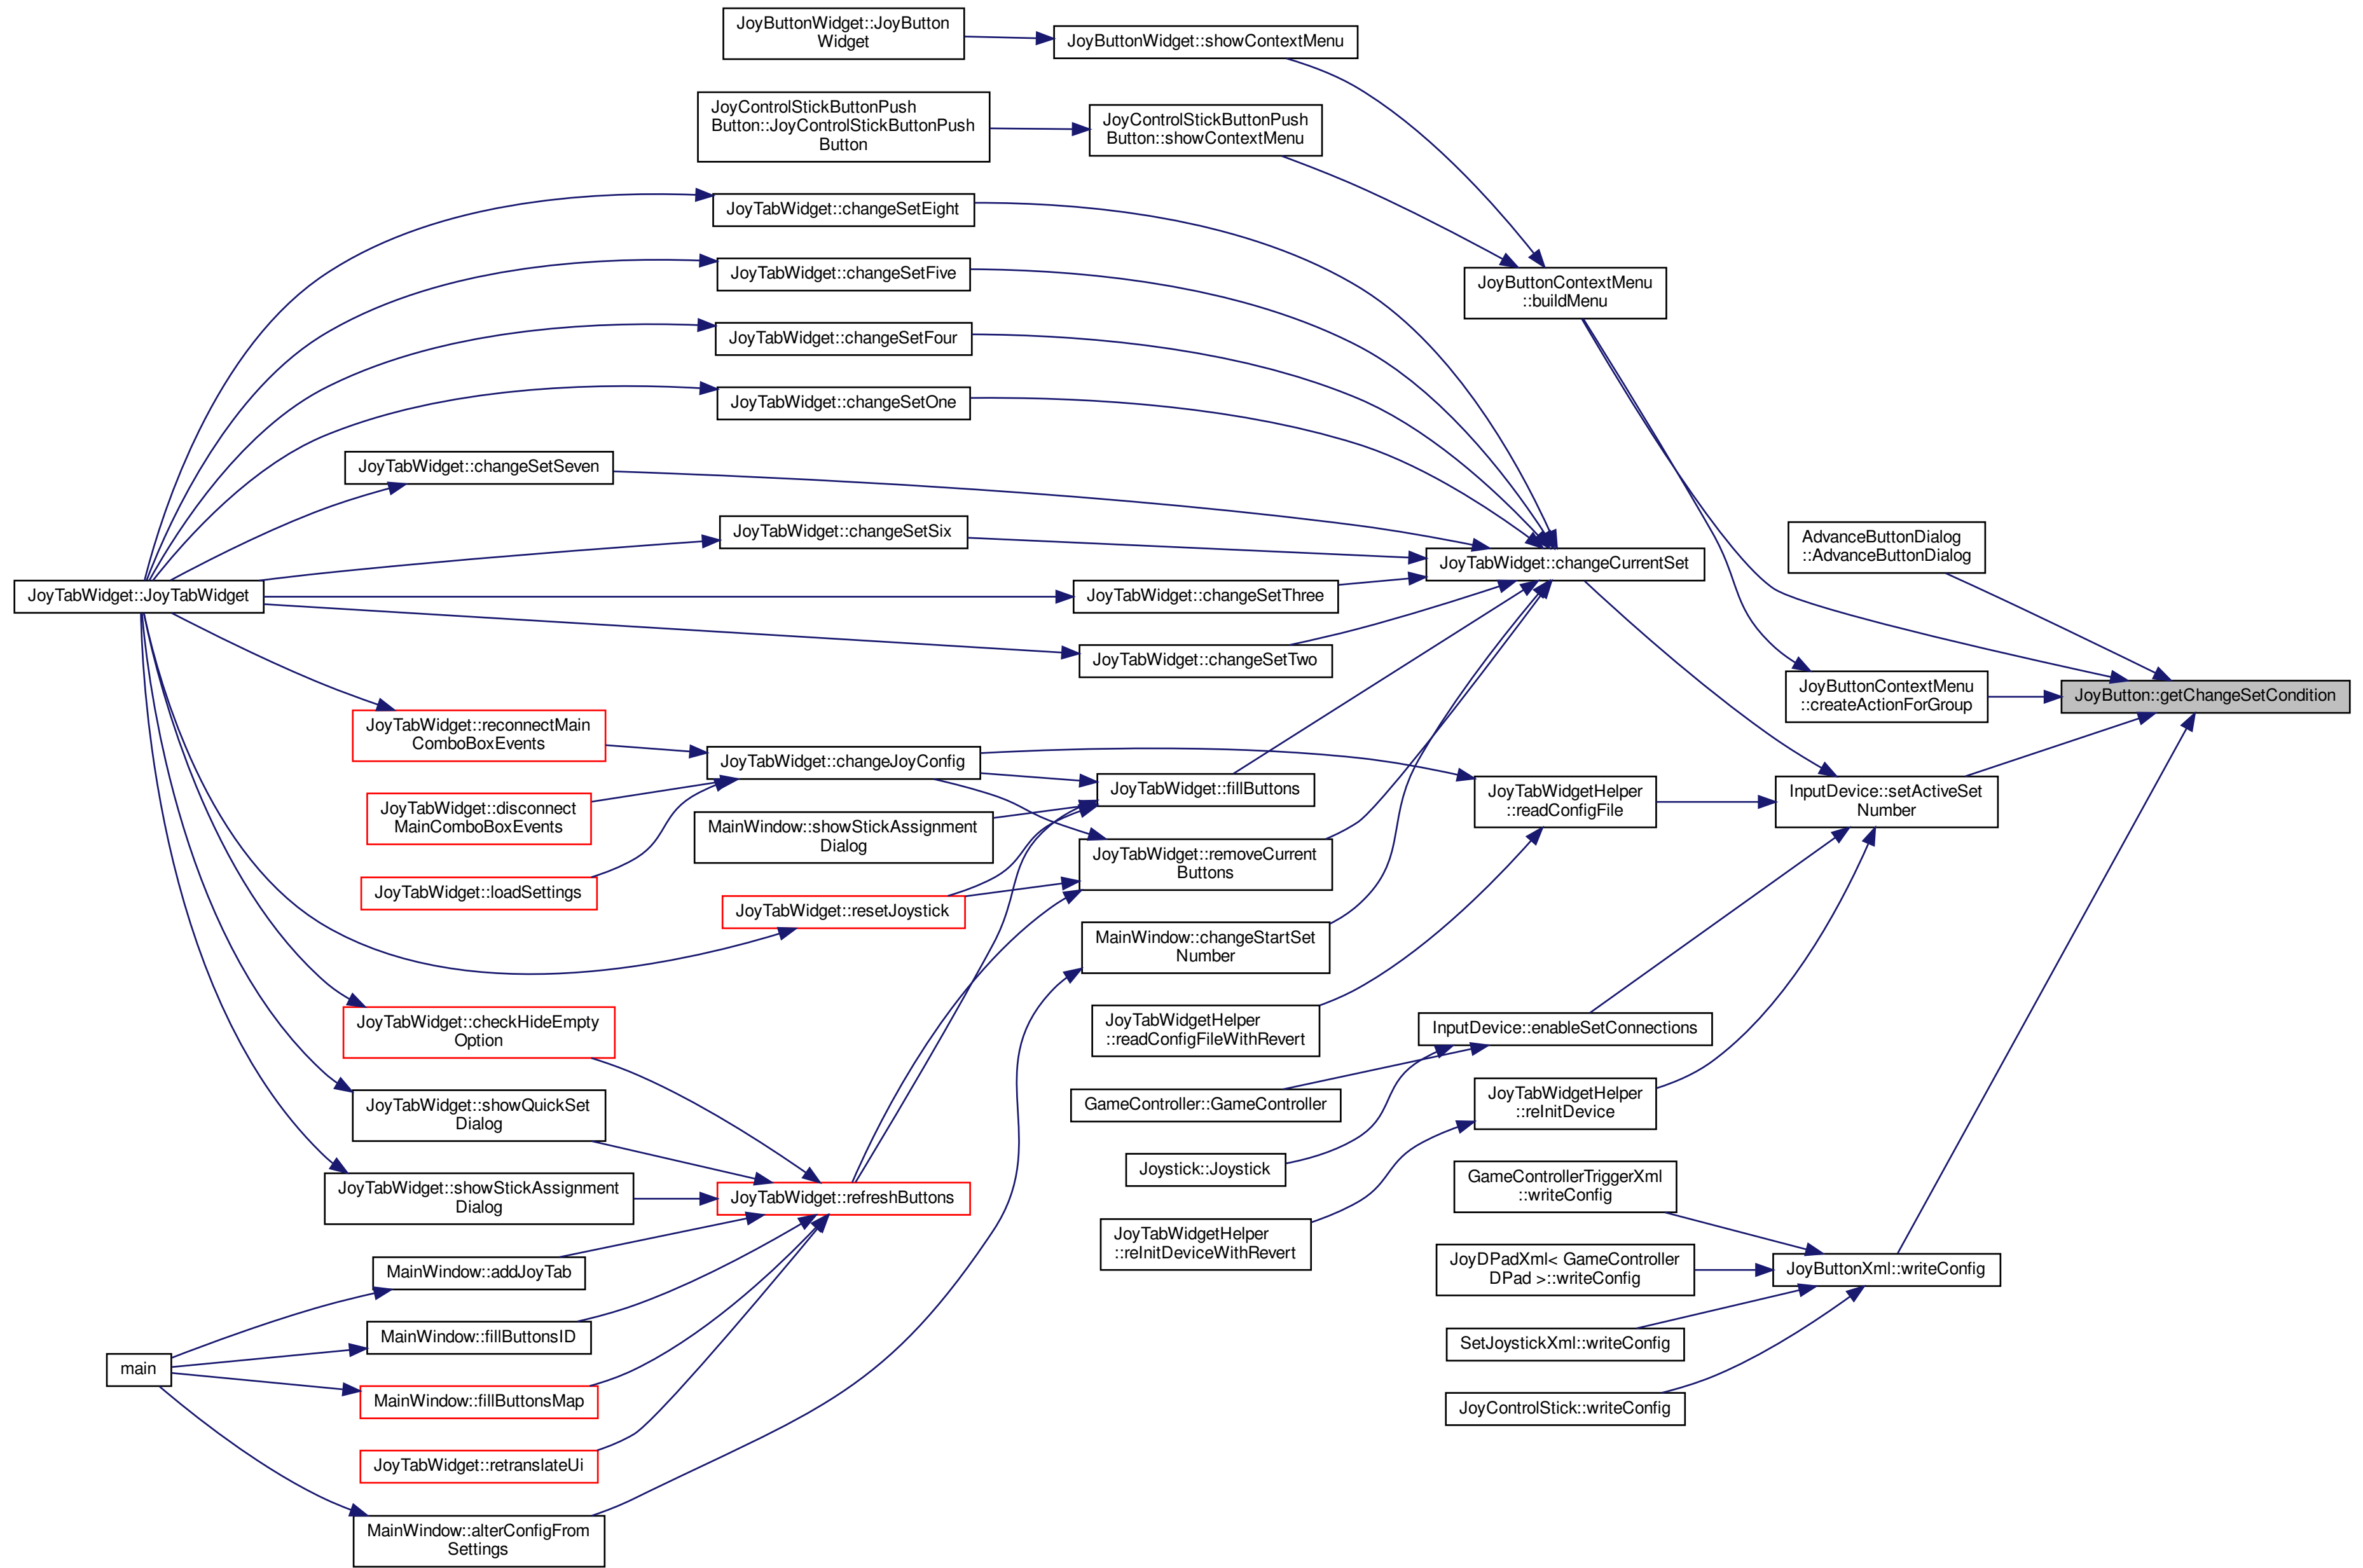 JoyButtonWidget::JoyButton
Widget
JoyButtonWidget::showContextMenu
JoyControlStickButtonPush
Button::JoyControlStickButtonPush
Button
JoyControlStickButtonPush
Button::showContextMenu
JoyTabWidget::changeSetEight
JoyTabWidget::changeSetFive
JoyButtonContextMenu
::buildMenu
JoyTabWidget::changeSetFour
JoyTabWidget::changeSetOne
JoyTabWidget::changeSetSeven
JoyTabWidget::changeSetSix
AdvanceButtonDialog
::AdvanceButtonDialog
JoyTabWidget::changeCurrentSet
JoyTabWidget::JoyTabWidget
JoyTabWidget::changeSetThree
JoyTabWidget::changeSetTwo
JoyButtonContextMenu
::createActionForGroup
JoyButton::getChangeSetCondition
JoyTabWidget::reconnectMain
ComboBoxEvents
JoyTabWidget::changeJoyConfig
JoyTabWidget::fillButtons
JoyTabWidgetHelper
::readConfigFile
InputDevice::setActiveSet
Number
JoyTabWidget::disconnect
MainComboBoxEvents
MainWindow::showStickAssignment
Dialog
JoyTabWidget::removeCurrent
Buttons
JoyTabWidget::loadSettings
JoyTabWidget::resetJoystick
MainWindow::changeStartSet
Number
JoyTabWidget::checkHideEmpty
Option
JoyTabWidgetHelper
::readConfigFileWithRevert
InputDevice::enableSetConnections
JoyTabWidget::showQuickSet
Dialog
GameController::GameController
JoyTabWidgetHelper
::reInitDevice
Joystick::Joystick
JoyTabWidget::showStickAssignment
Dialog
JoyTabWidget::refreshButtons
GameControllerTriggerXml
::writeConfig
JoyTabWidgetHelper
::reInitDeviceWithRevert
MainWindow::addJoyTab
JoyDPadXml< GameController
DPad >::writeConfig
JoyButtonXml::writeConfig
MainWindow::fillButtonsID
SetJoystickXml::writeConfig
main
MainWindow::fillButtonsMap
JoyControlStick::writeConfig
JoyTabWidget::retranslateUi
MainWindow::alterConfigFrom
Settings